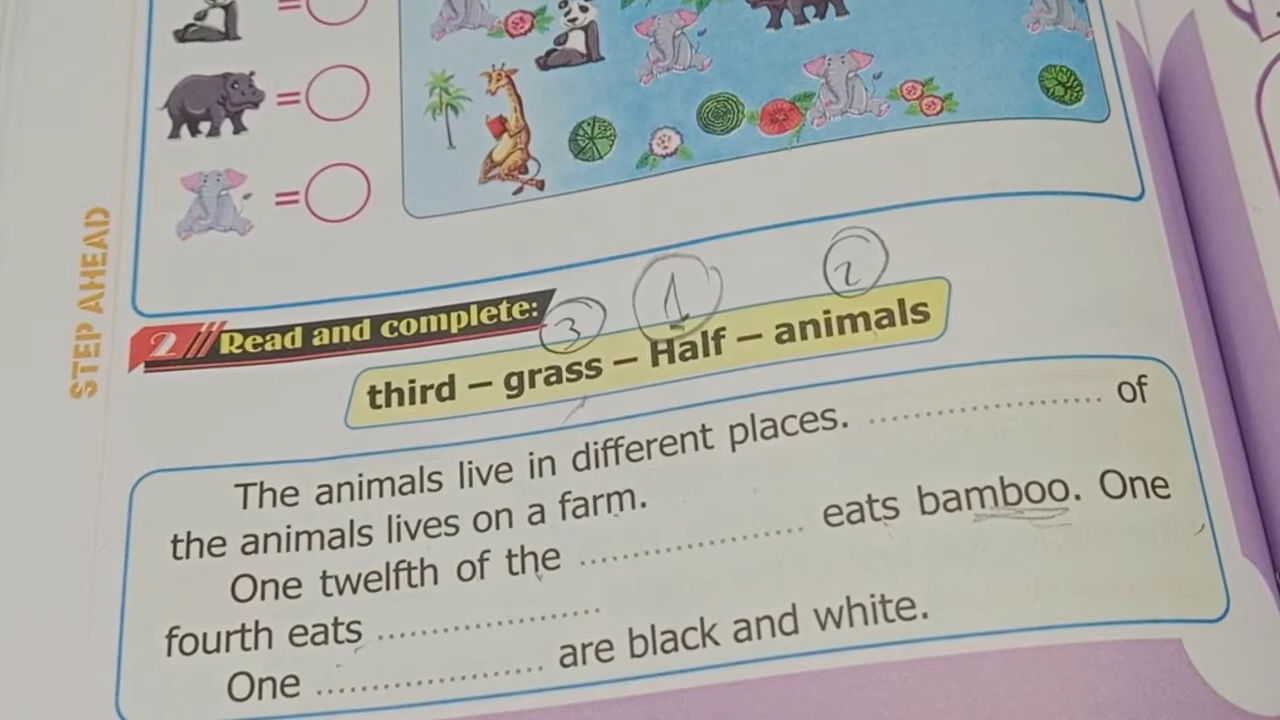 =
=
=
STEP AHEAD
2 Read and complete:
3 1 2
third – grass – Half – animals
The animals live in different places. .................... of
the animals lives on a farm.
One twelfth of the .................... eats bamboo. One
fourth eats ....................
One .................... are black and white.